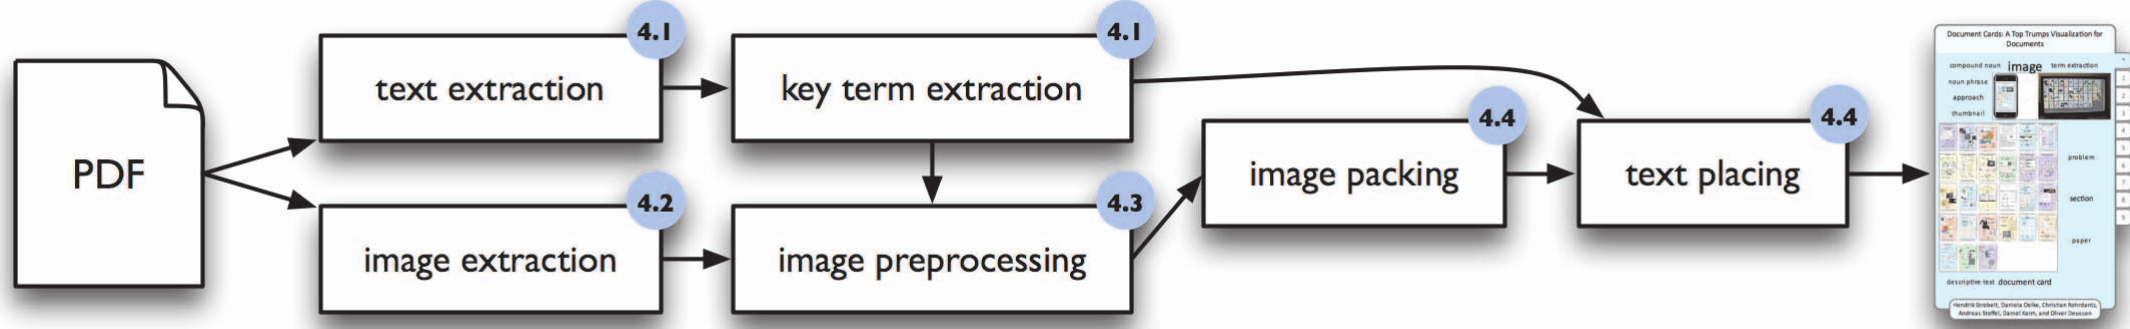 PDF
4.1
text extraction
4.1
key term extraction
4.2
image extraction
4.3
image preprocessing
4.4
image packing
4.4
text placing
Document Cards: A Top Trumps Visualization for
Documents
compound noun image term extraction
noun phrase
approach
thumbnail
problem
section
paper
descriptive text document card
Hendrik Strobelt, Daniela Oelke, Christian Rohrdantz,
Andreas Stoffel, Daniel Keim, and Oliver Deussen
1
2
3
4
5
6
7
8
9